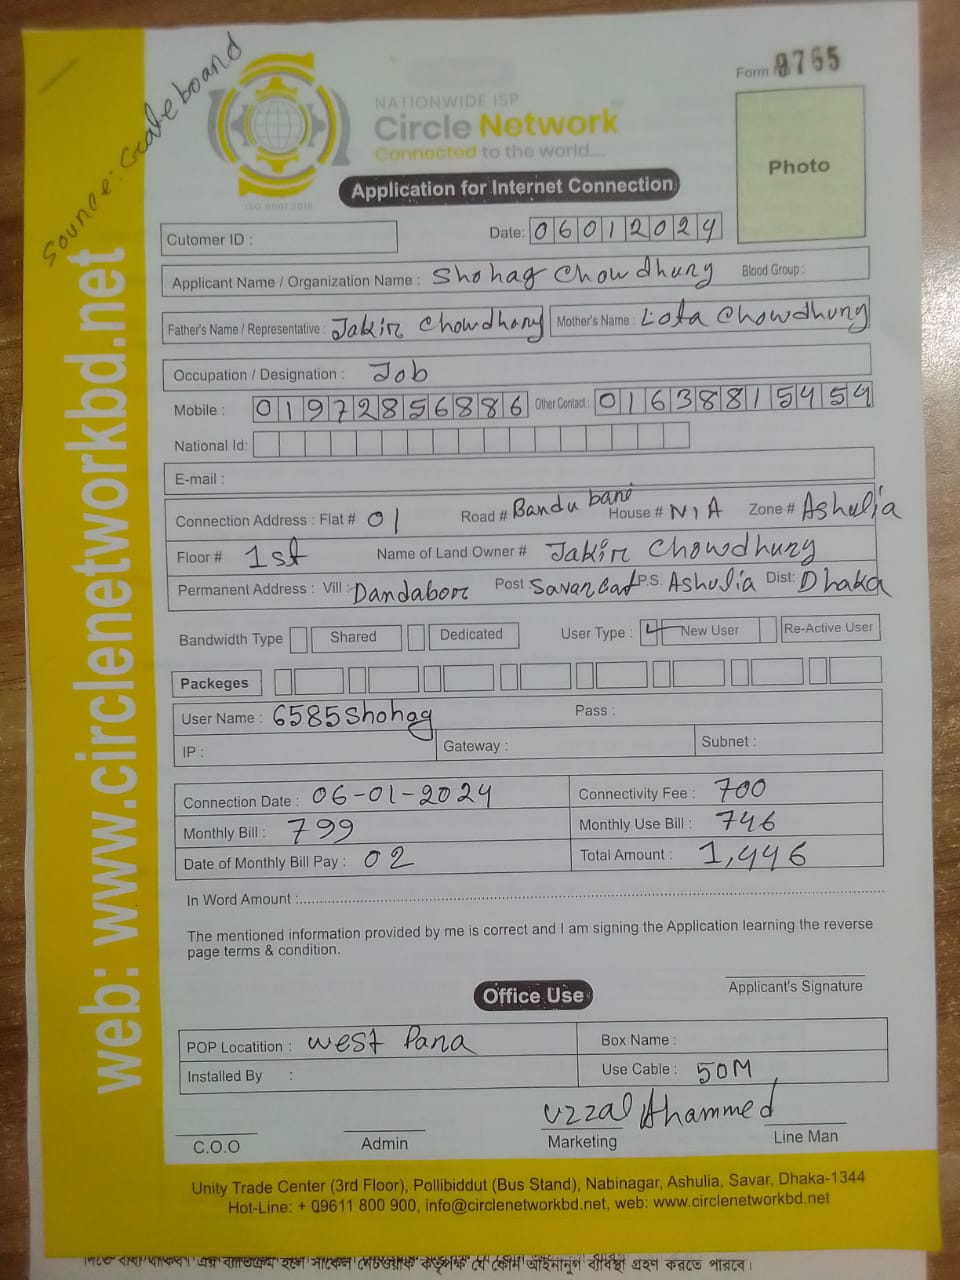 Source: Gateboard
Form 9765
NATIONWIDE ISP
Circle Network
Connected to the world....
ISO 9001:2015
Photo
Application for Internet Connection
Cutomer ID :
Date: 06012024
Applicant Name / Organization Name : Shohag Chowdhury Blood Group :
Father's Name / Representative : Jakir Chowdhory Mother's Name : Lota Chowdhury
Occupation / Designation : Job
Mobile : 01972856886 Other Contact : 01638815454
National Id:
E-mail :
Connection Address : Flat # 01 Road # Bandu bari House # N/A Zone # Ashulia
Floor # 1st Name of Land Owner # Jakir Chowdhury
Permanent Address : Vill : Dandabor Post Savar Cant P.S. Ashulia Dist: Dhaka
Bandwidth Type Shared Dedicated User Type : New User Re-Active User
Packeges
User Name : 6585Shohag Pass :
IP : Gateway : Subnet :
Connection Date : 06-01-2024 Connectivity Fee : 700
Monthly Bill : 799 Monthly Use Bill : 746
Date of Monthly Bill Pay : 02 Total Amount : 1,446
In Word Amount :
The mentioned information provided by me is correct and I am signing the Application learning the reverse
page terms & condition.
Applicant's Signature
Office Use
POP Locatition : West Para Box Name :
Installed By : Use Cable : 50M
Uzzal Ahammed
C.O.O Admin Marketing Line Man
Unity Trade Center (3rd Floor), Pollibiddut (Bus Stand), Nabinagar, Ashulia, Savar, Dhaka-1344
Hot-Line: + 09611 800 900, info@circlenetworkbd.net, web: www.circlenetworkbd.net
web: www.circlenetworkbd.net
গ্রহণ করতে পারবে।